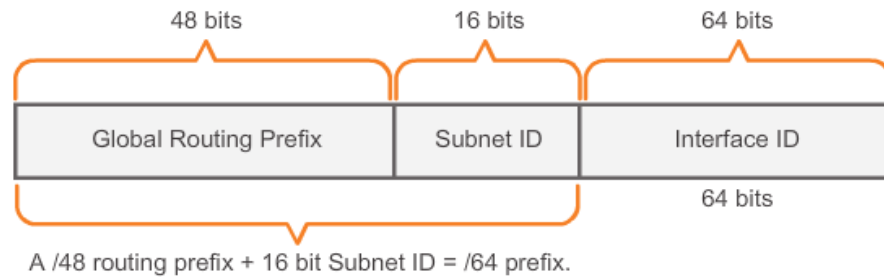 48 bits 16 bits 64 bits
Global Routing Prefix Subnet ID Interface ID
64 bits
A /48 routing prefix + 16 bit Subnet ID = /64 prefix.